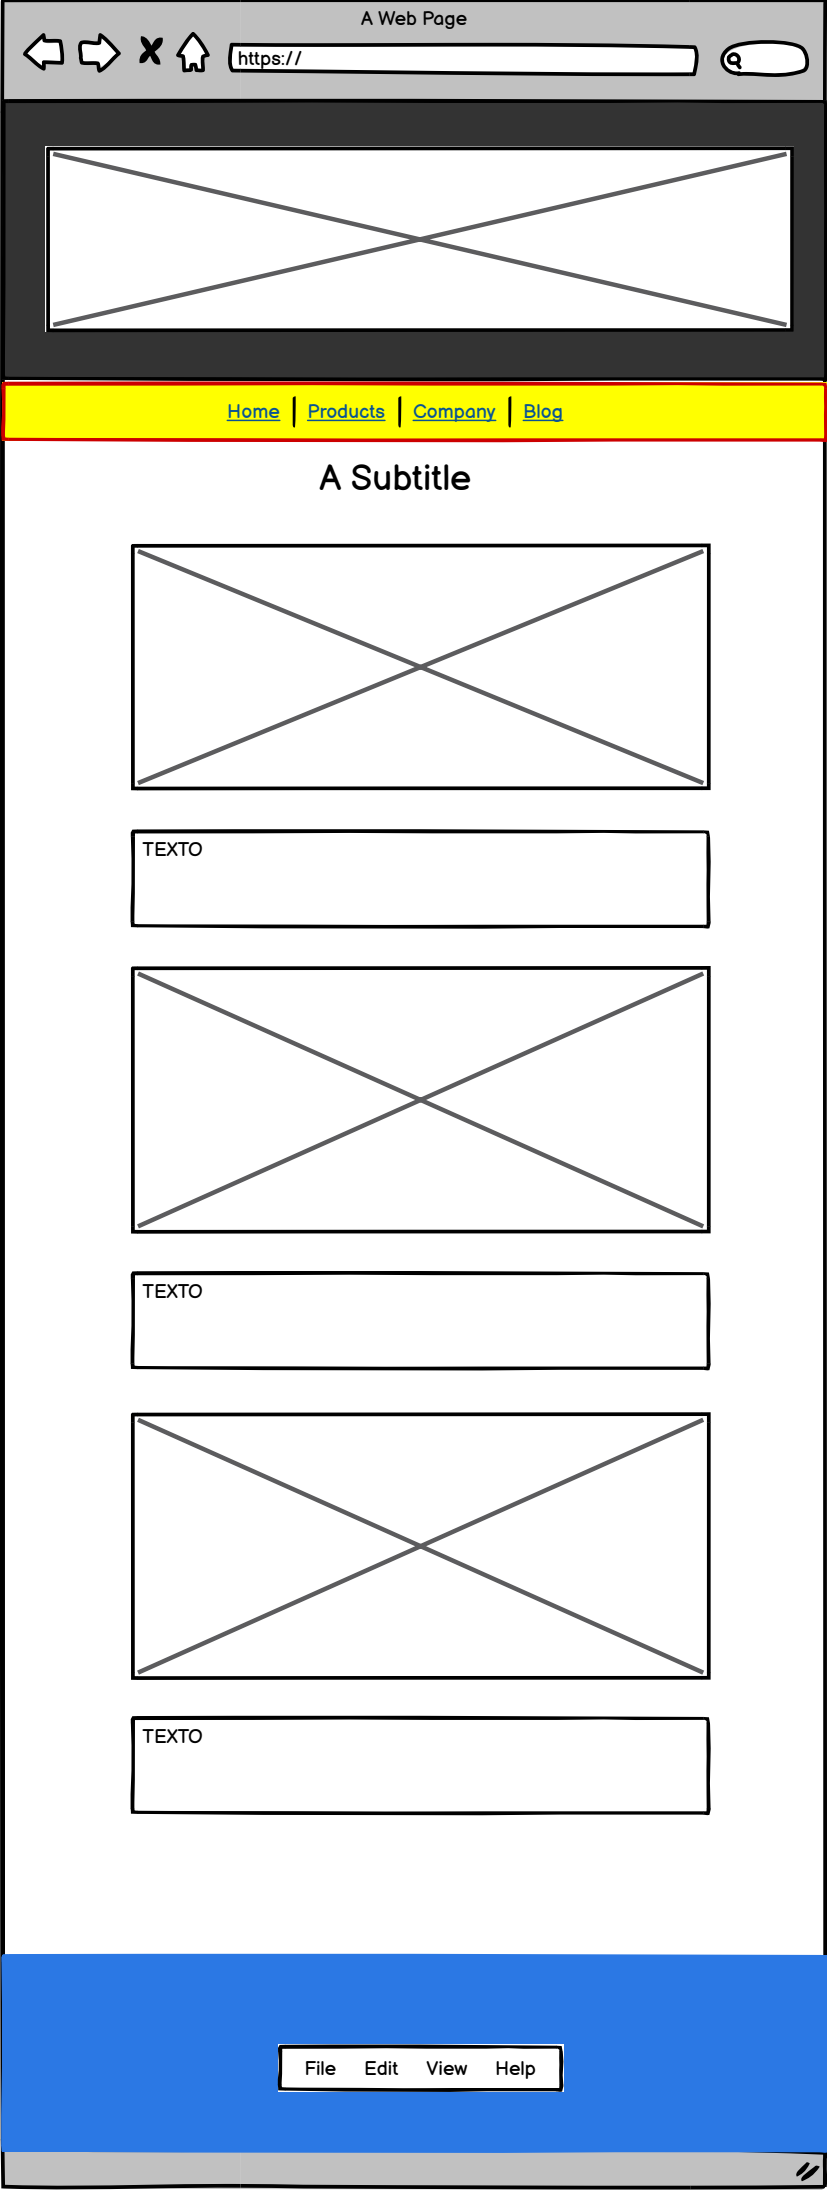 A Web Page
https://
Home Products Company Blog
A Subtitle
TEXTO
TEXTO
TEXTO
File Edit View Help